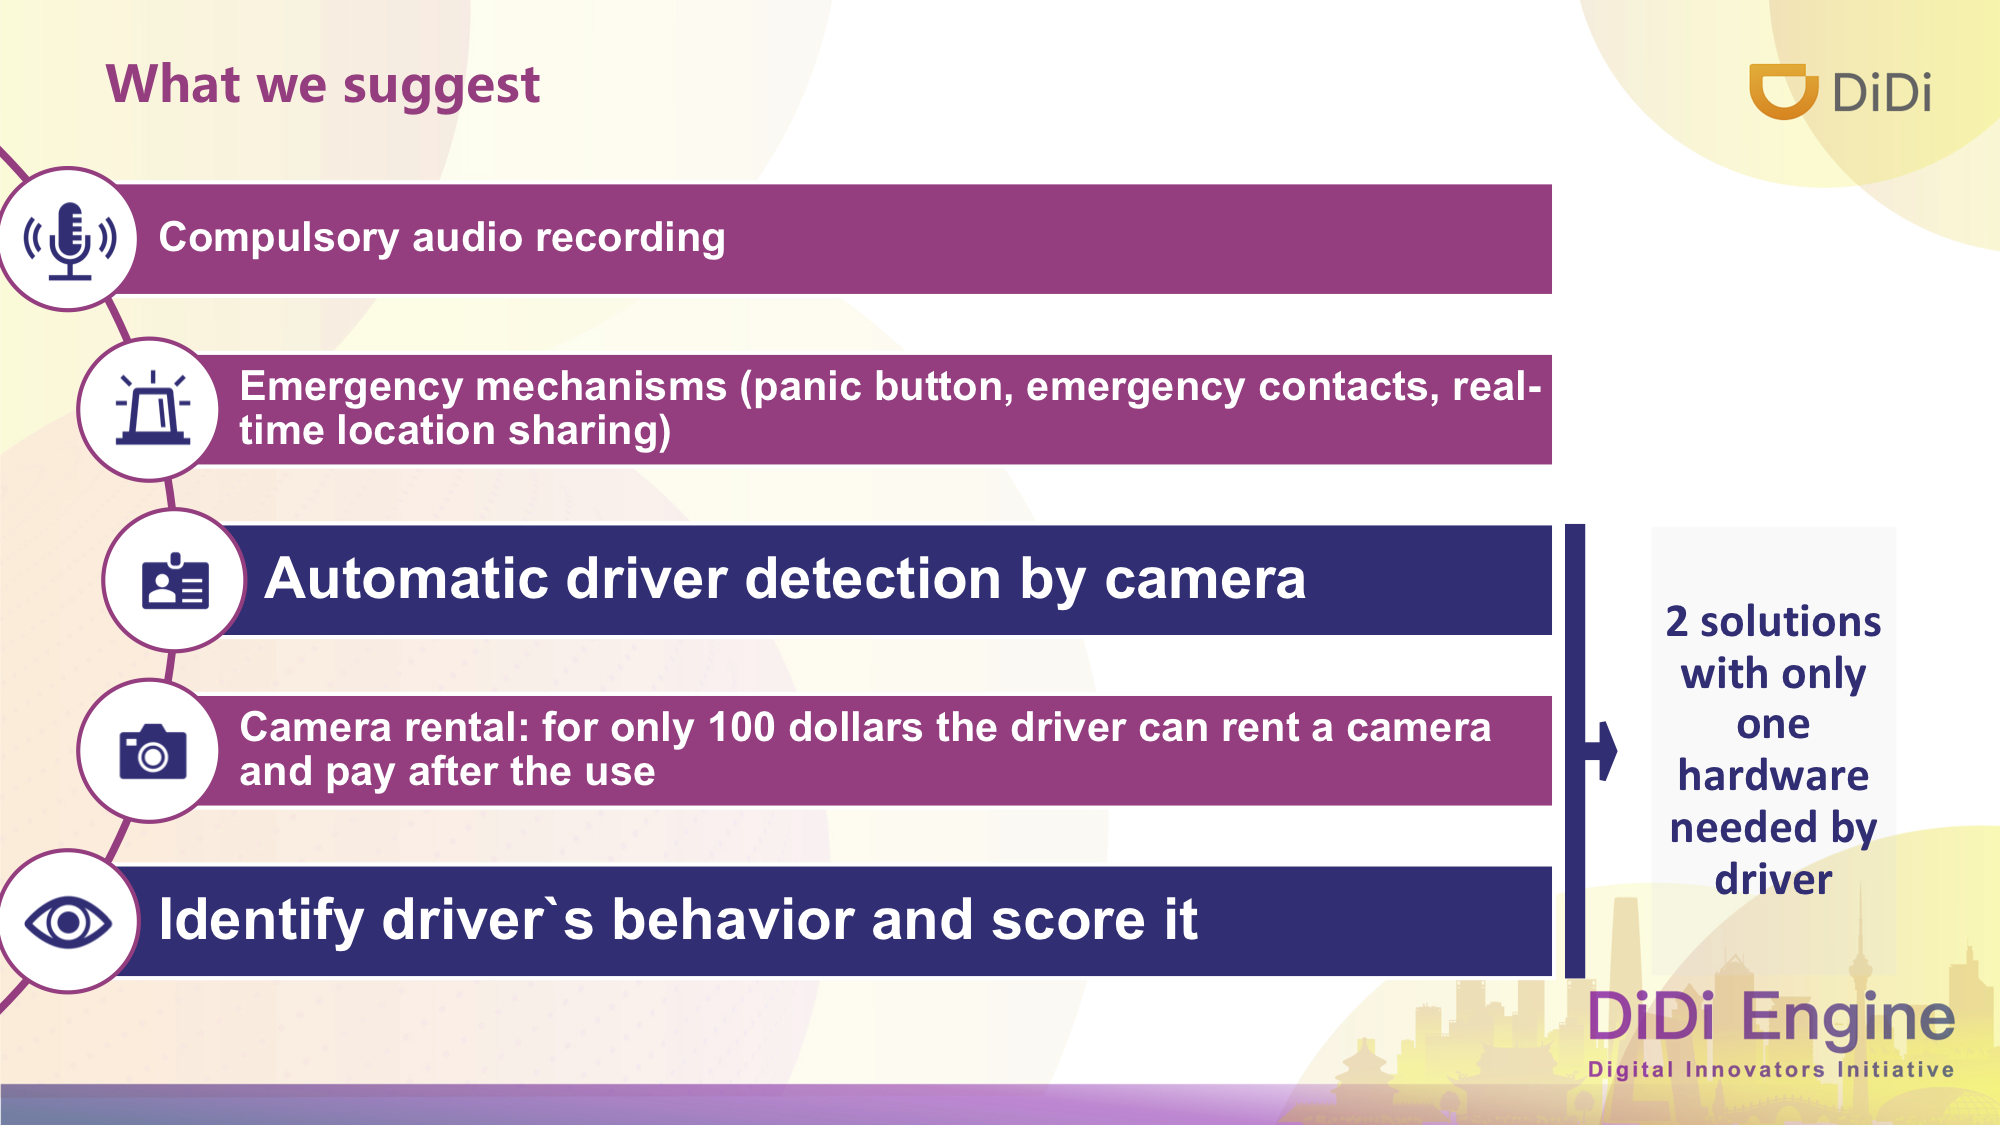 What we suggest
DiDi
Compulsory audio recording
Emergency mechanisms (panic button, emergency contacts, real-
time location sharing)
Automatic driver detection by camera
Camera rental: for only 100 dollars the driver can rent a camera
and pay after the use
Identify driver`s behavior and score it
2 solutions
with only
one
hardware
needed by
driver
DiDi Engine
Digital Innovators Initiative